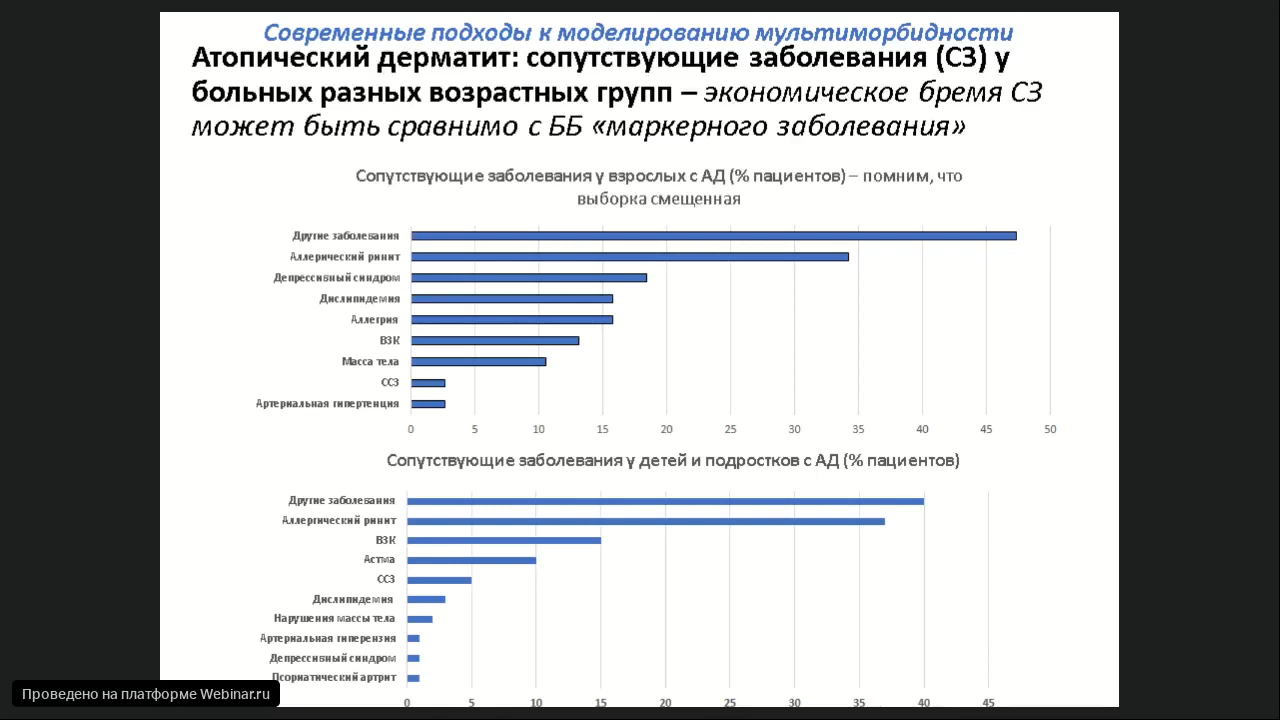 Современные подходы к моделированию мультиморбидности
Атопический дерматит: сопутствующие заболевания (СЗ) у
больных разных возрастных групп – экономическое бремя СЗ
может быть сравнимо с ББ «маркерного заболевания»
Сопутствующие заболевания у взрослых с АД (% пациентов) – помним, что
выборка смещенная
Другие заболевания
Аллерический ринит
Депрессивный синдром
Дислипидемия
Аллегрия
ВЗК
Масса тела
ССЗ
Артериальная гипертенция
0 5 10 15 20 25 30 35 40 45 50
Сопутствующие заболевания у детей и подростков с АД (% пациентов)
Другие заболевания
Аллергический ринит
ВЗК
Астма
ССЗ
Дислипидемия
Нарушения массы тела
Артериальная гиперензия
Депрессивный синдром
Псориатический артрит
0 5 10 15 20 25 30 35 40 45
Проведено на платформе Webinar.ru